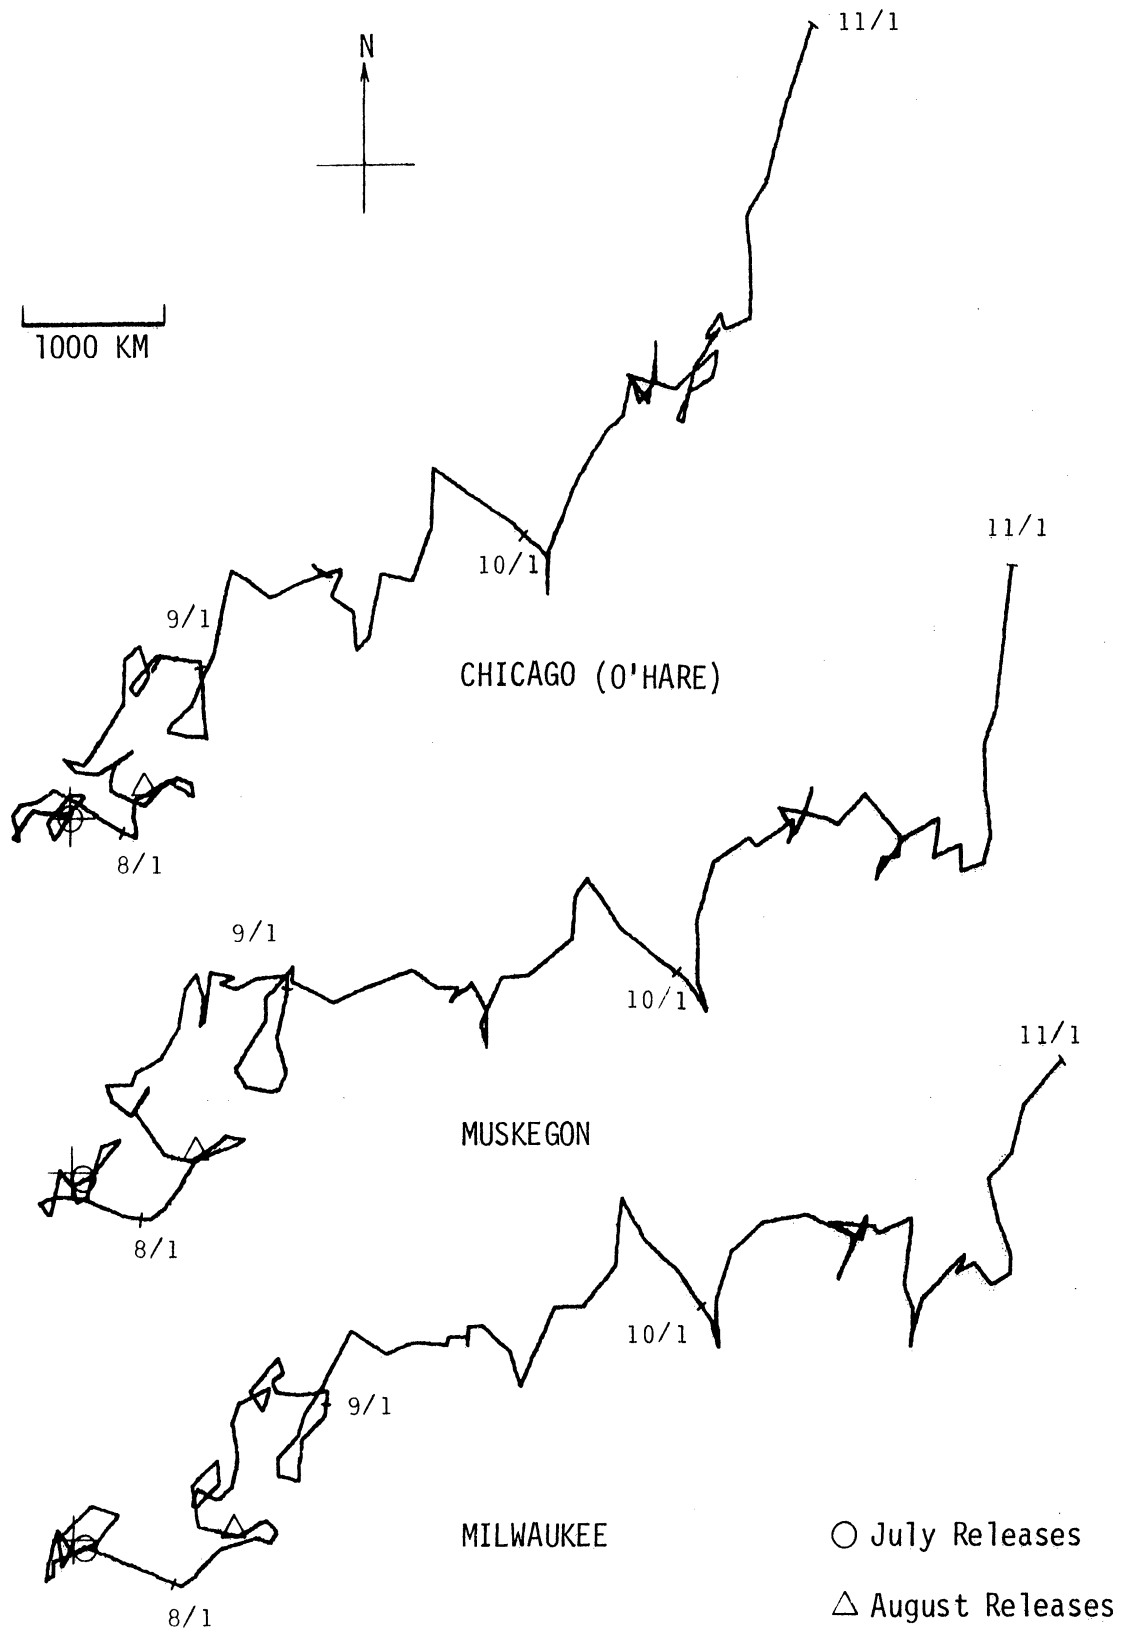 11/1
N
1000 KM
11/1
10/1
9/1
CHICAGO (O'HARE)
8/1
9/1
10/1
11/1
MUSKEGON
8/1
10/1
9/1
MILWAUKEE
July Releases
August Releases
8/1